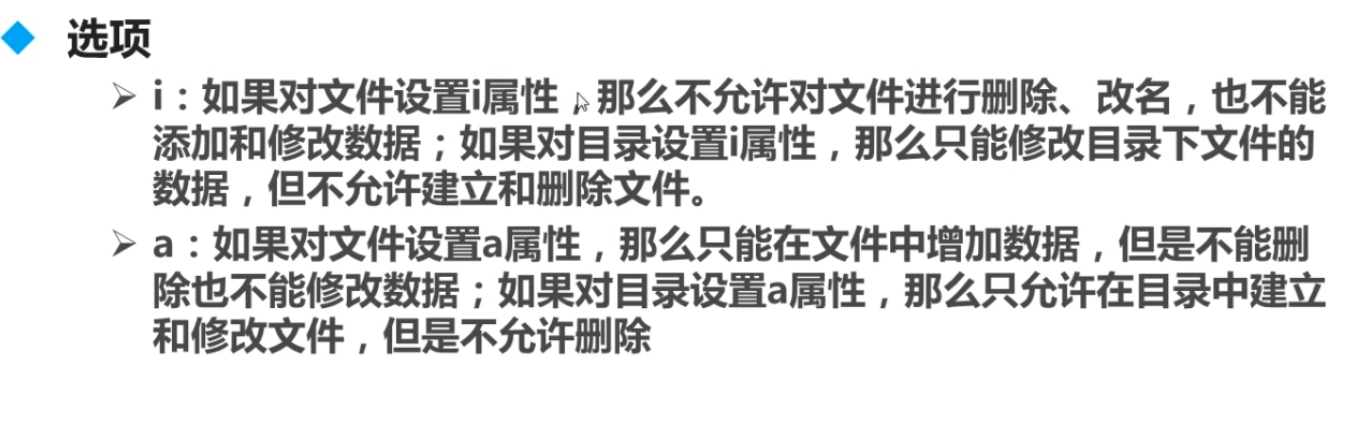 选项
i：如果对文件设置i属性，那么不允许对文件进行删除、改名，也不能
添加和修改数据；如果对目录设置i属性，那么只能修改目录下文件的
数据，但不允许建立和删除文件。
a：如果对文件设置a属性，那么只能在文件中增加数据，但是不能删
除也不能修改数据；如果对目录设置a属性，那么只允许在目录中建立
和修改文件，但是不允许删除